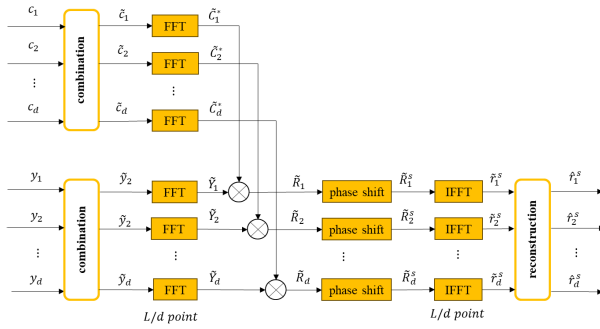 c₁ c̃₁ FFT C̃₁*
c₂ c̃₂ FFT C̃₂*
⋮ combination ⋮
c_d c̃_d FFT C̃_d*
y₁ ỹ₂ FFT Ỹ₁ R̃₁ phase shift R̃₁ˢ IFFT r̃₁ˢ r̂₁ˢ
y₂ ỹ₂ FFT Ỹ₂ R̃₂ phase shift R̃₂ˢ IFFT r̃₂ˢ r̂₂ˢ
⋮ combination ⋮ ⋮ ⋮ reconstruction ⋮
y_d ỹ_d FFT Ỹ_d R̃_d phase shift R̃_dˢ IFFT r̃_dˢ r̂_dˢ
L/d point L/d point